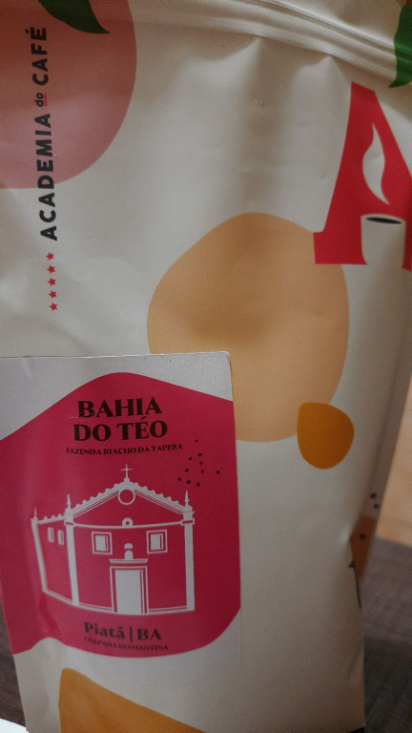 ACADEMIA do CAFÉ
A
BAHIA
DO TÉO
FAZENDA RIACHO DA TAPERA
Piatã | BA
CHAPADA DIAMANTINA